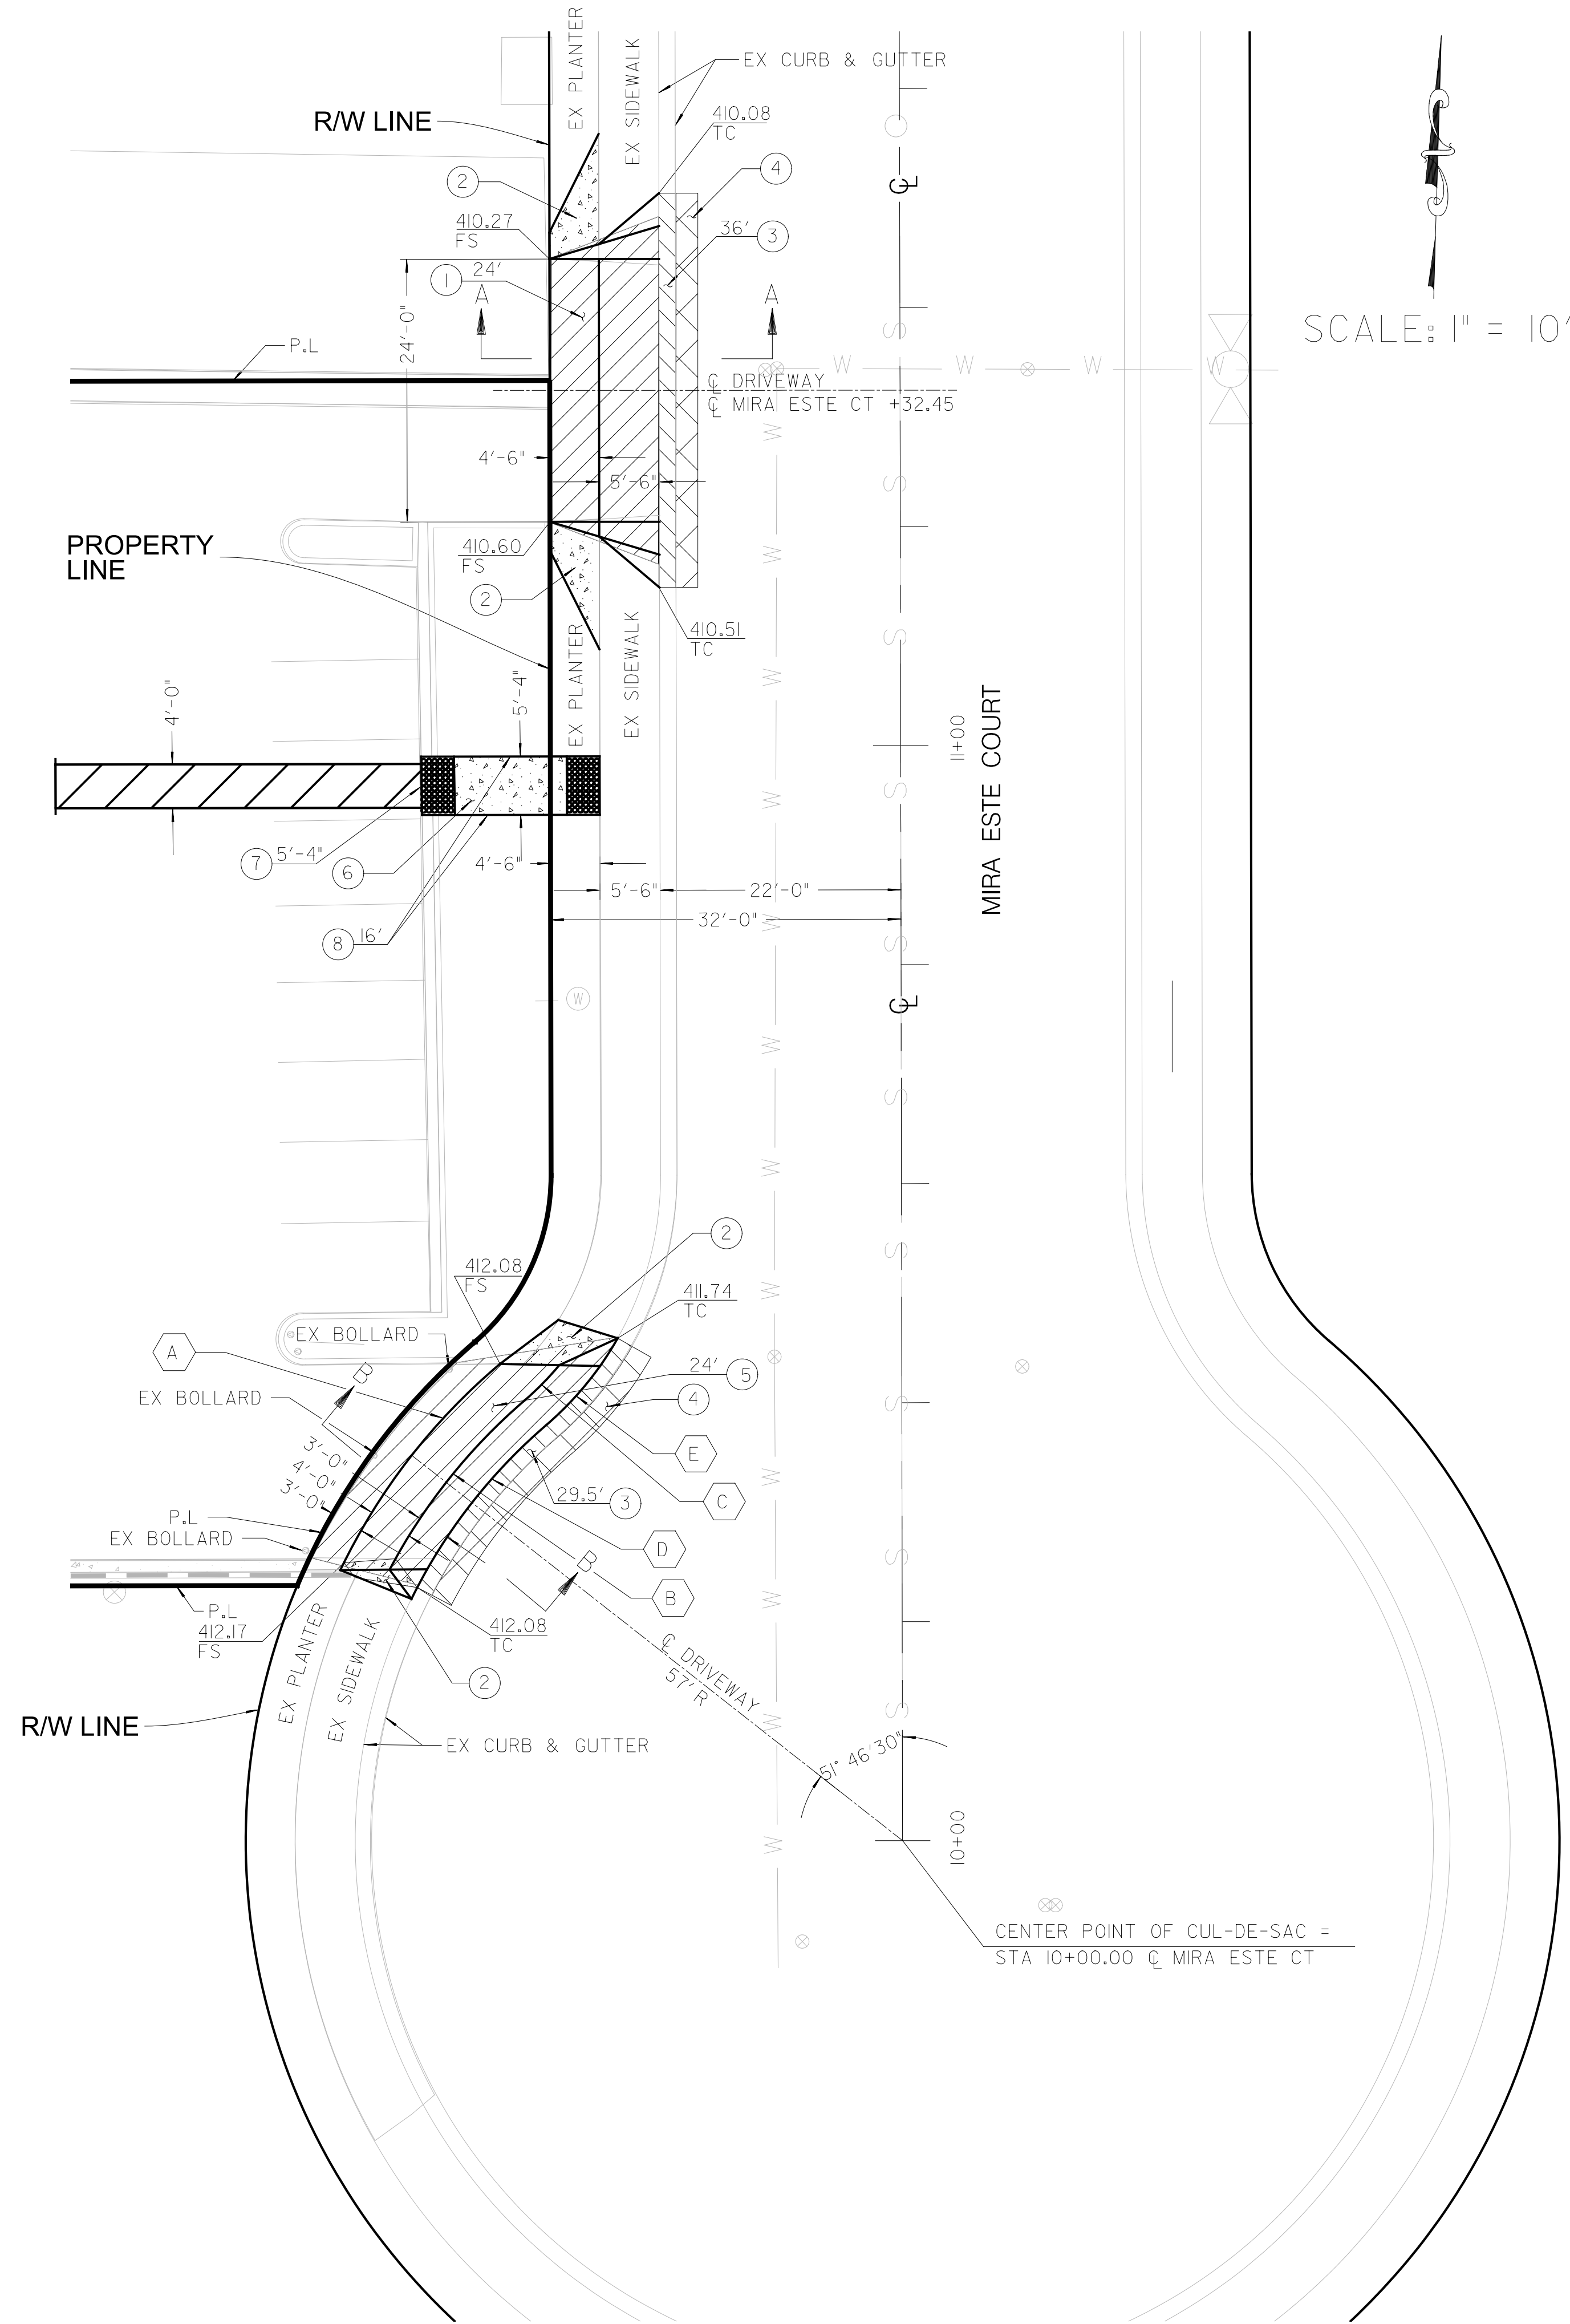 EX PLANTER
EX SIDEWALK
EX CURB & GUTTER
R/W LINE
410.08
TC
2
4
410.27
FS
36'
3
1
24'
A
A
24'-0"
SCALE: 1" = 10'
P.L
W
W
W
W
S
℄ DRIVEWAY
℄ MIRA ESTE CT +32.45
W
4'-6"
5'-6"
S
PROPERTY
LINE
410.60
FS
W
2
410.51
TC
S
EX PLANTER
EX SIDEWALK
W
4'-0"
5'-4"
11+00
MIRA ESTE COURT
S
W
7
5'-4"
6
4'-6"
5'-6"
22'-0"
32'-0"
8
16'
W
S
℄
℄
W
W
S
W
2
412.08
FS
S
411.74
TC
W
EX BOLLARD
A
24'
5
B
EX BOLLARD
4
S
3'-0"
4'-0"
3'-0"
E
W
29.5'
3
C
P.L
EX BOLLARD
D
S
B
B
W
P.L
412.17
FS
412.08
TC
2
EX PLANTER
EX SIDEWALK
℄ DRIVEWAY
57' R
S
W
R/W LINE
EX CURB & GUTTER
51° 46'30"
10+00
W
CENTER POINT OF CUL-DE-SAC =
STA 10+00.00 ℄ MIRA ESTE CT